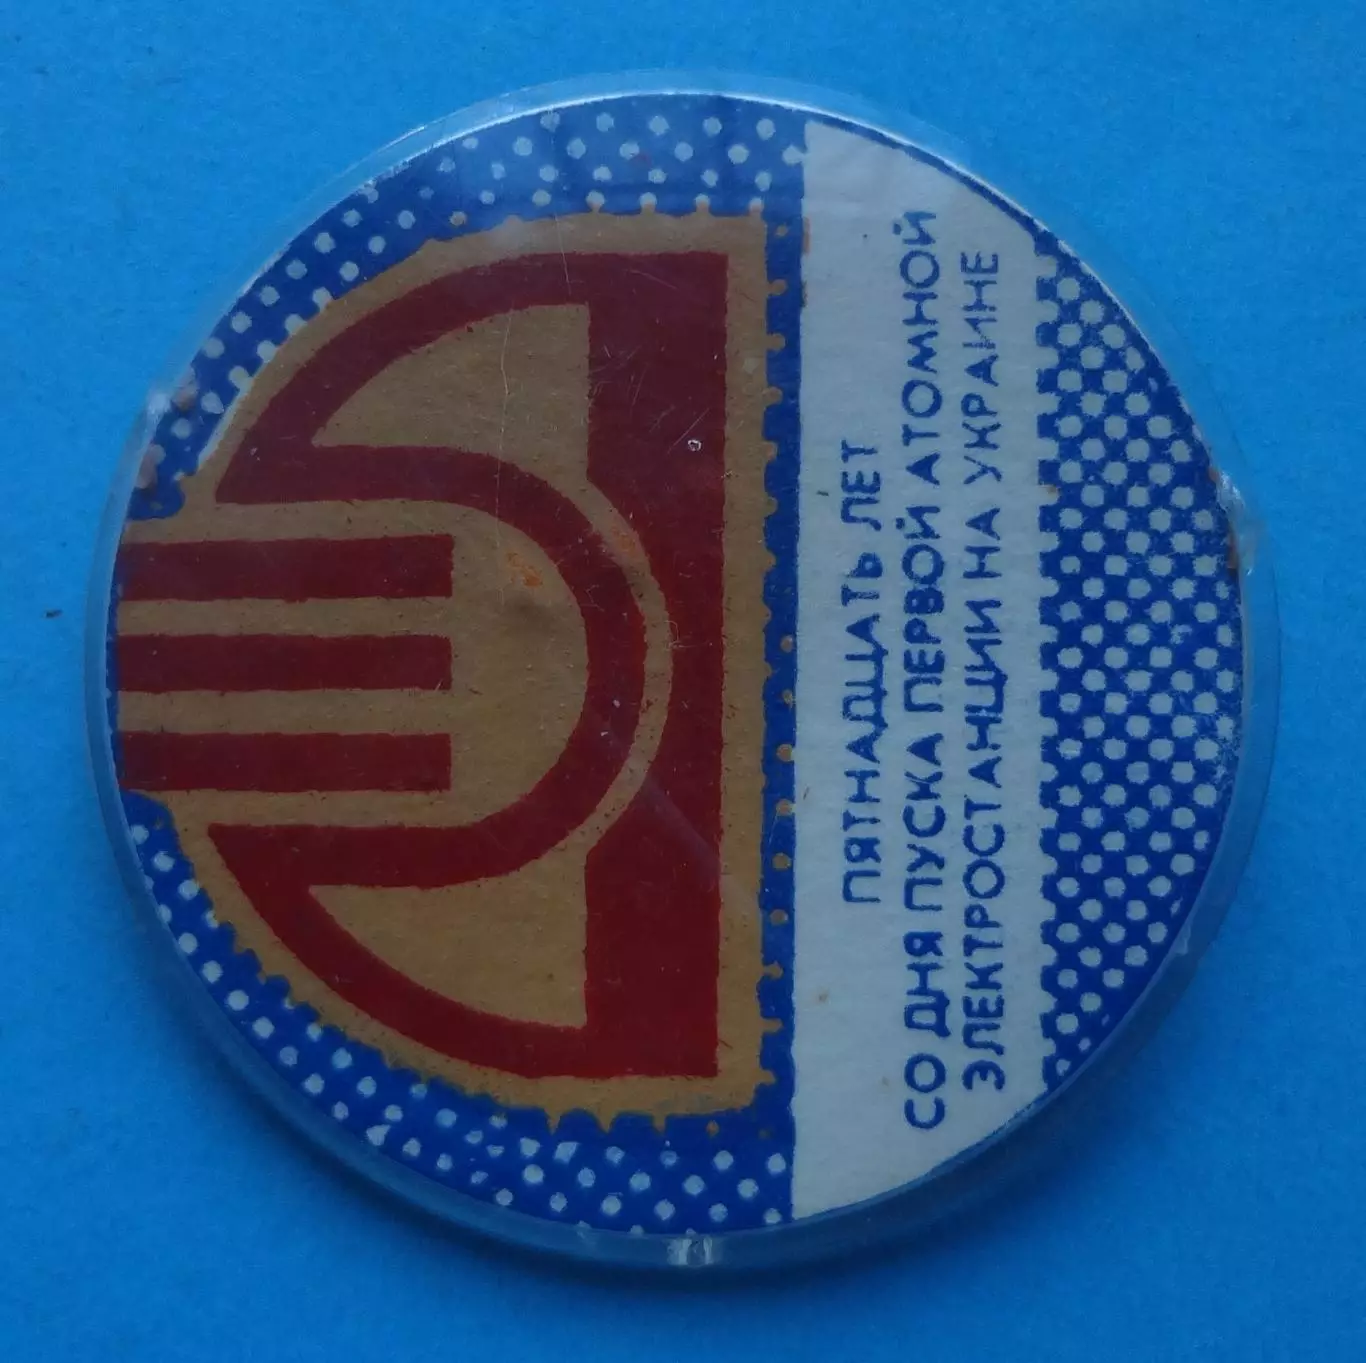 ПЯТНАДЦАТЬ ЛЕТ
СО ДНЯ ПУСКА ПЕРВОЙ АТОМНОЙ
ЭЛЕКТРОСТАНЦИИ НА УКРАИНЕ